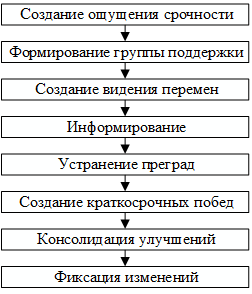 Создание ощущения срочности
Формирование группы поддержки
Создание видения перемен
Информирование
Устранение преград
Создание краткосрочных побед
Консолидация улучшений
Фиксация изменений